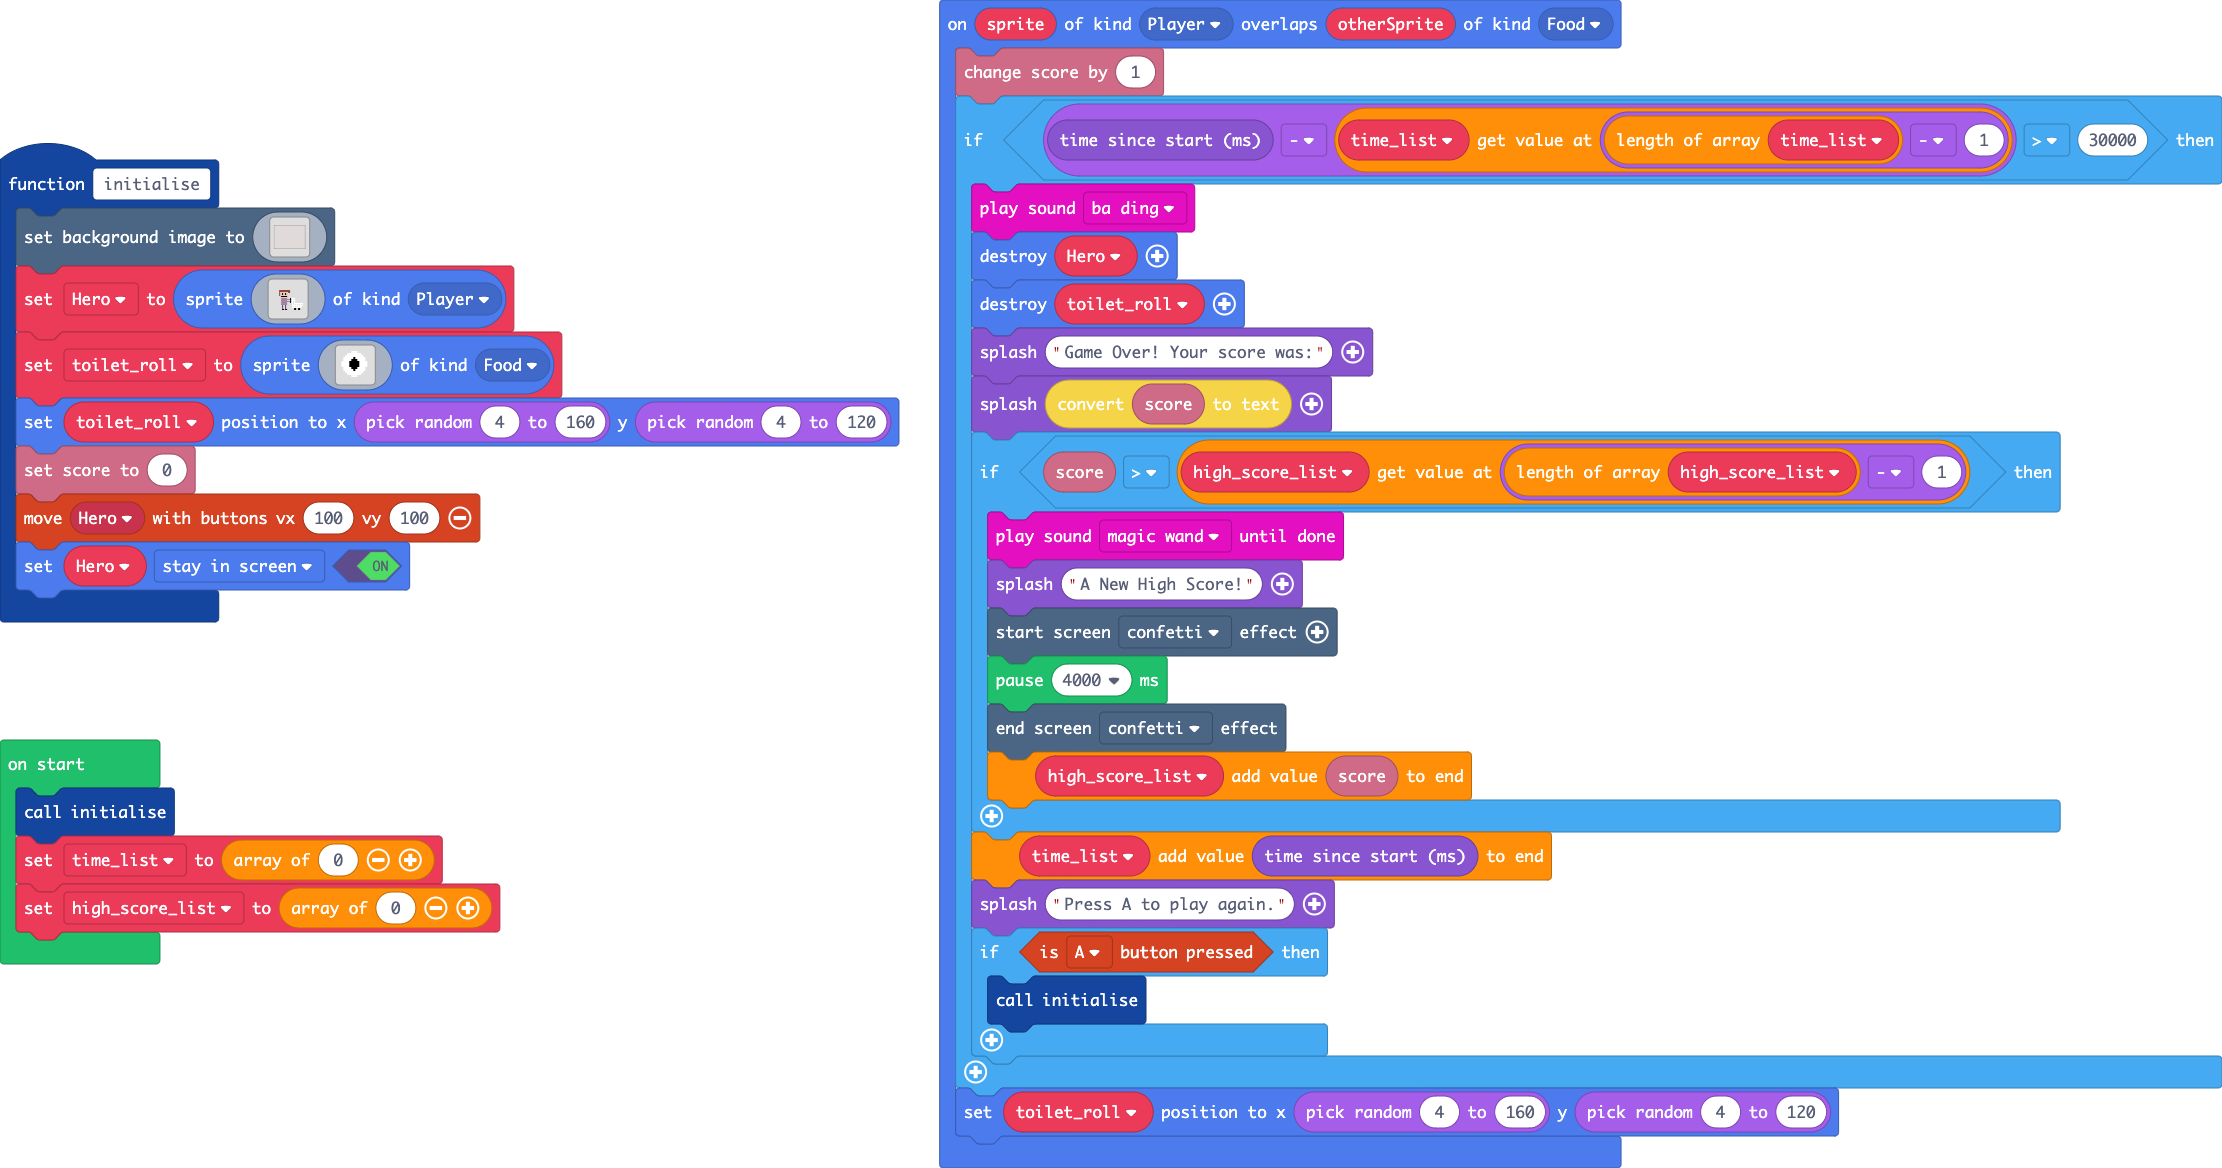 function initialise
set background image to
set Hero to sprite of kind Player
set toilet_roll to sprite of kind Food
set toilet_roll position to x pick random 4 to 160 y pick random 4 to 120
set score to 0
move Hero with buttons vx 100 vy 100
set Hero stay in screen ON
on start
call initialise
set time_list to array of 0
set high_score_list to array of 0
on sprite of kind Player overlaps otherSprite of kind Food
change score by 1
if time since start (ms) - time_list get value at length of array time_list - 1 > 30000 then
play sound ba ding
destroy Hero
destroy toilet_roll
splash "Game Over! Your score was:"
splash convert score to text
if score > high_score_list get value at length of array high_score_list - 1 then
play sound magic wand until done
splash "A New High Score!"
start screen confetti effect
pause 4000 ms
end screen confetti effect
high_score_list add value score to end
time_list add value time since start (ms) to end
splash "Press A to play again."
if is A button pressed then
call initialise
set toilet_roll position to x pick random 4 to 160 y pick random 4 to 120